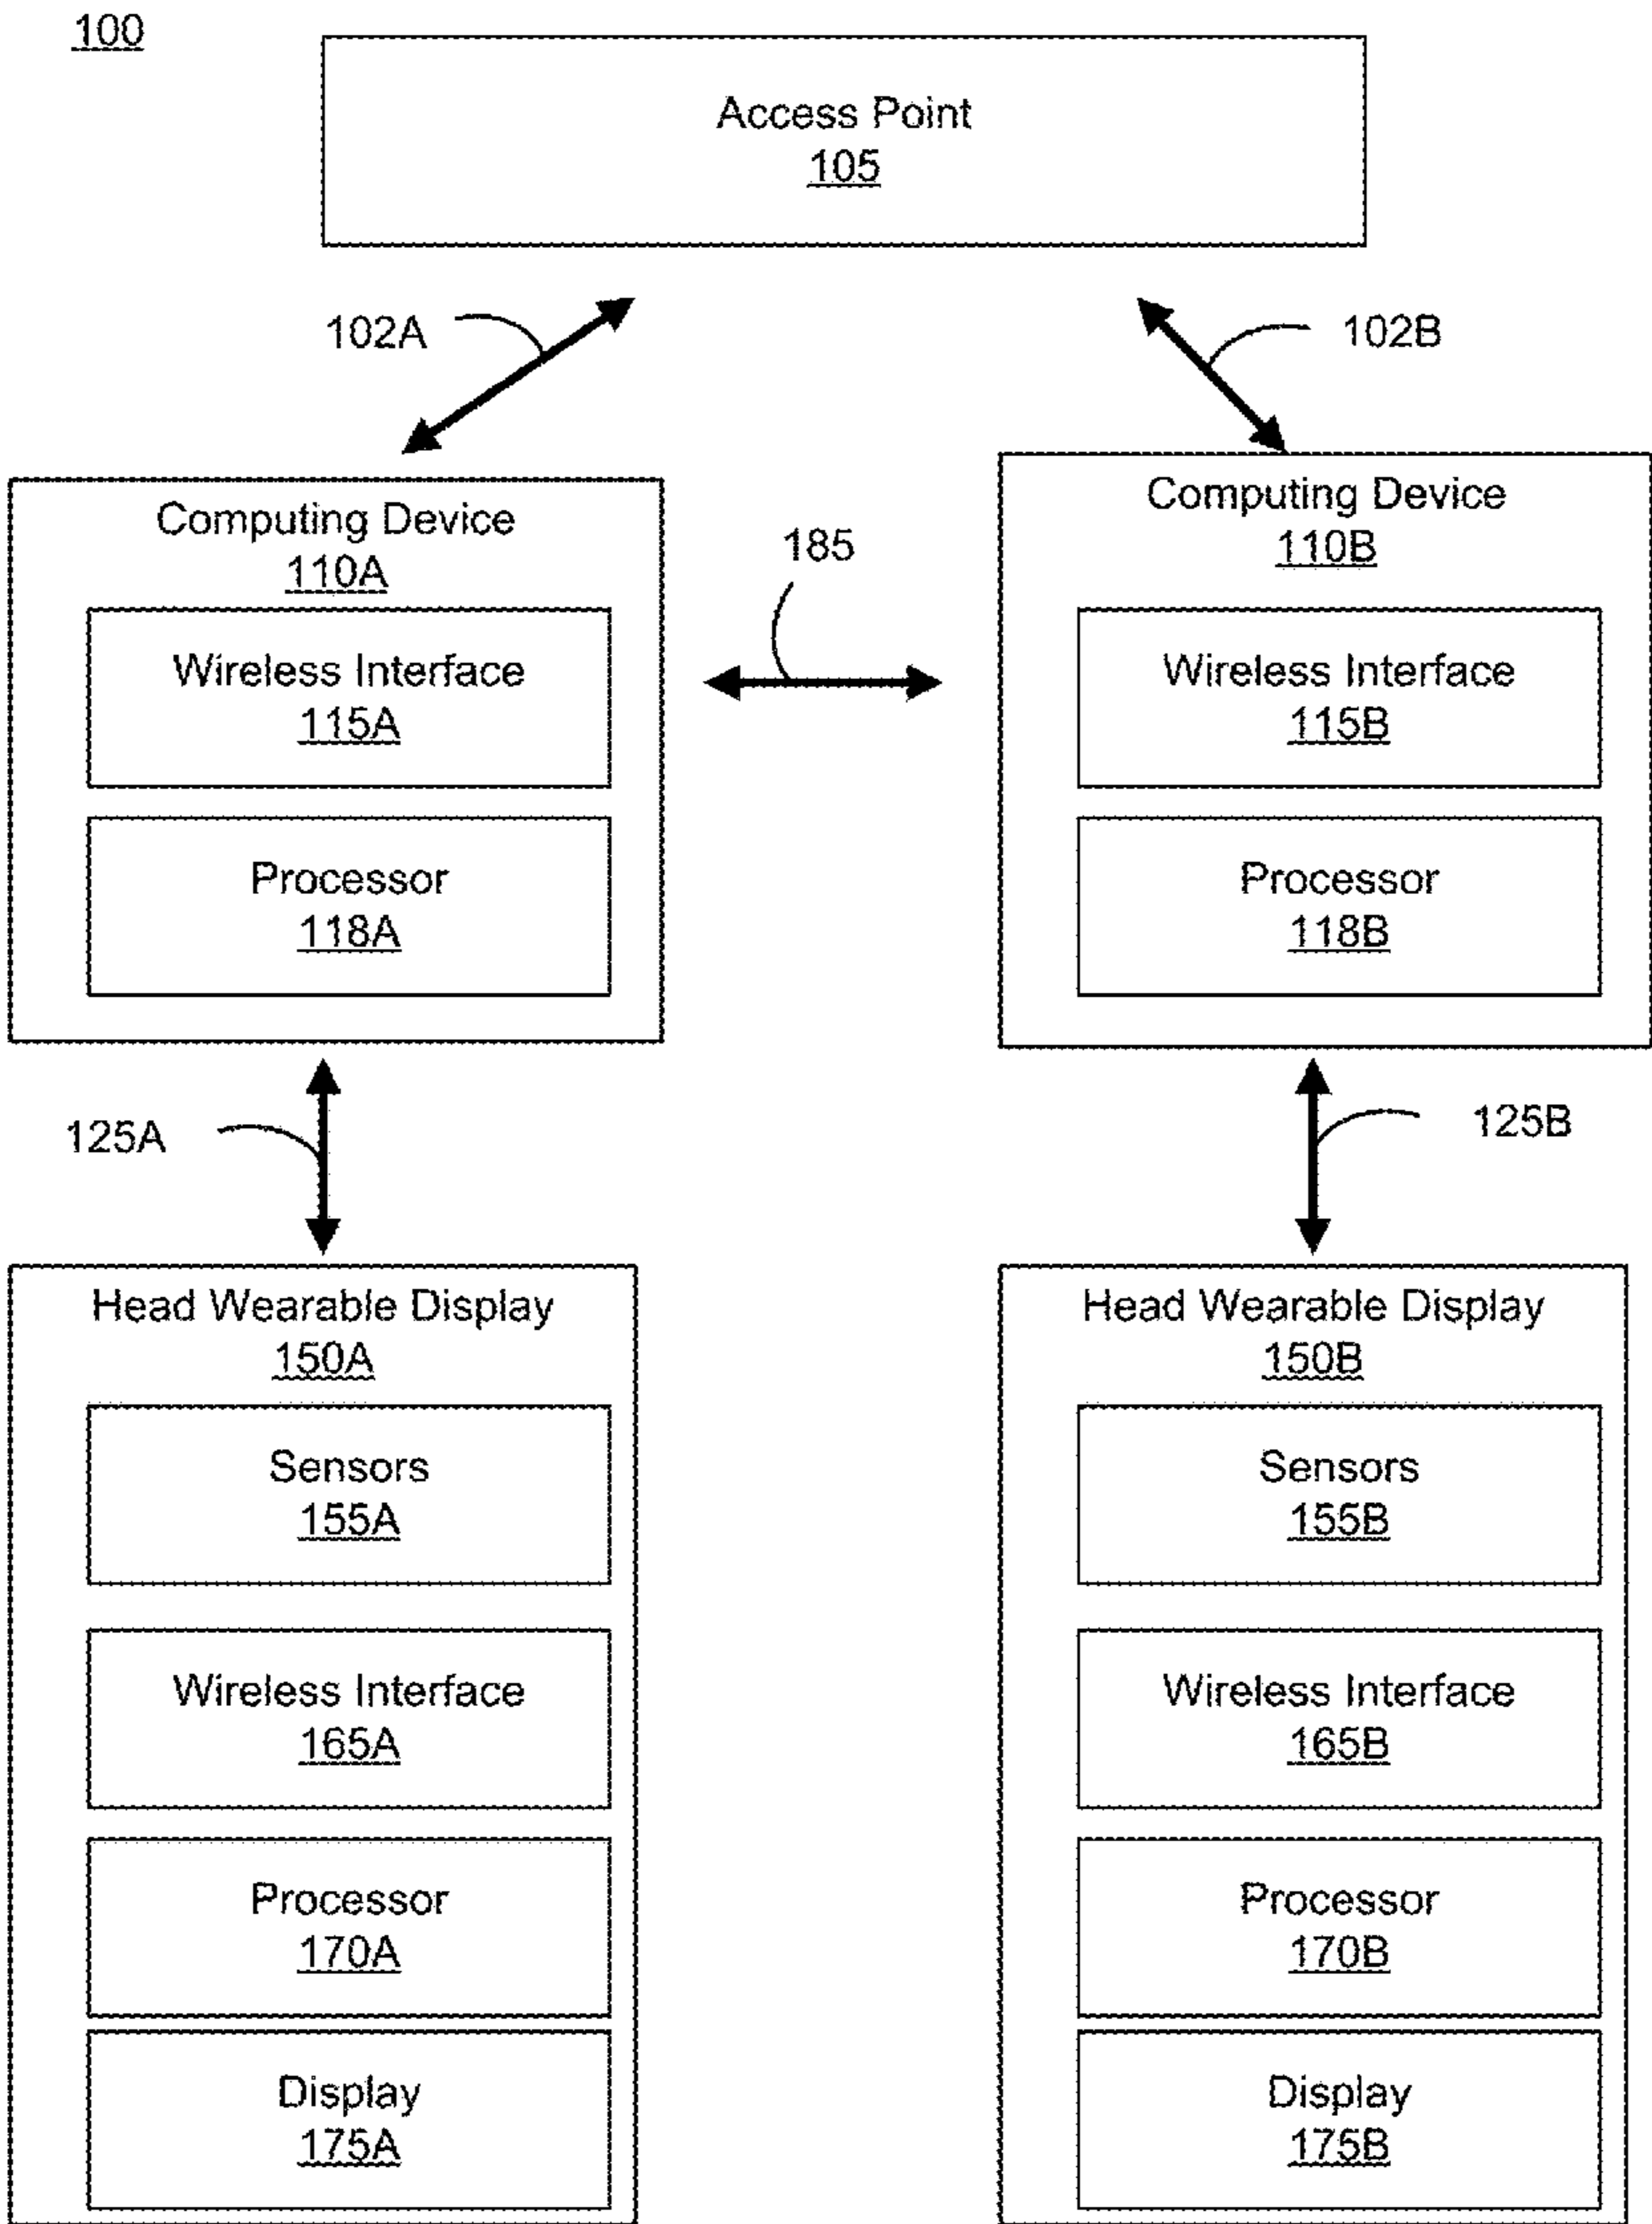 100
Access Point
105
102A
102B
Computing Device
110A
Wireless Interface
115A
Processor
118A
185
Computing Device
110B
Wireless Interface
115B
Processor
118B
125A
125B
Head Wearable Display
150A
Sensors
155A
Wireless Interface
165A
Processor
170A
Display
175A
Head Wearable Display
150B
Sensors
155B
Wireless Interface
165B
Processor
170B
Display
175B